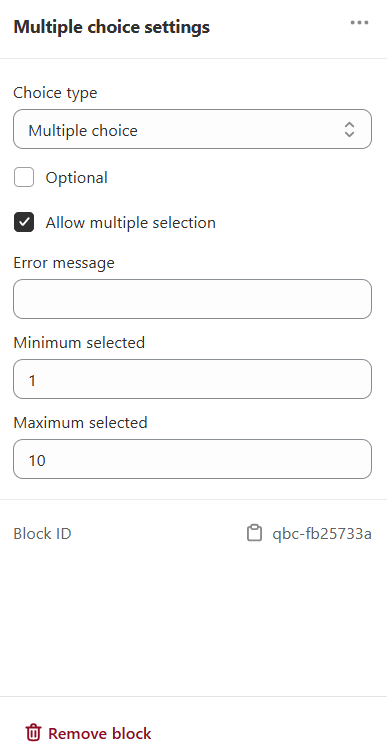 Multiple choice settings
Choice type
Multiple choice
Optional
Allow multiple selection
Error message
Minimum selected
1
Maximum selected
10
Block ID qbc-fb25733a
Remove block